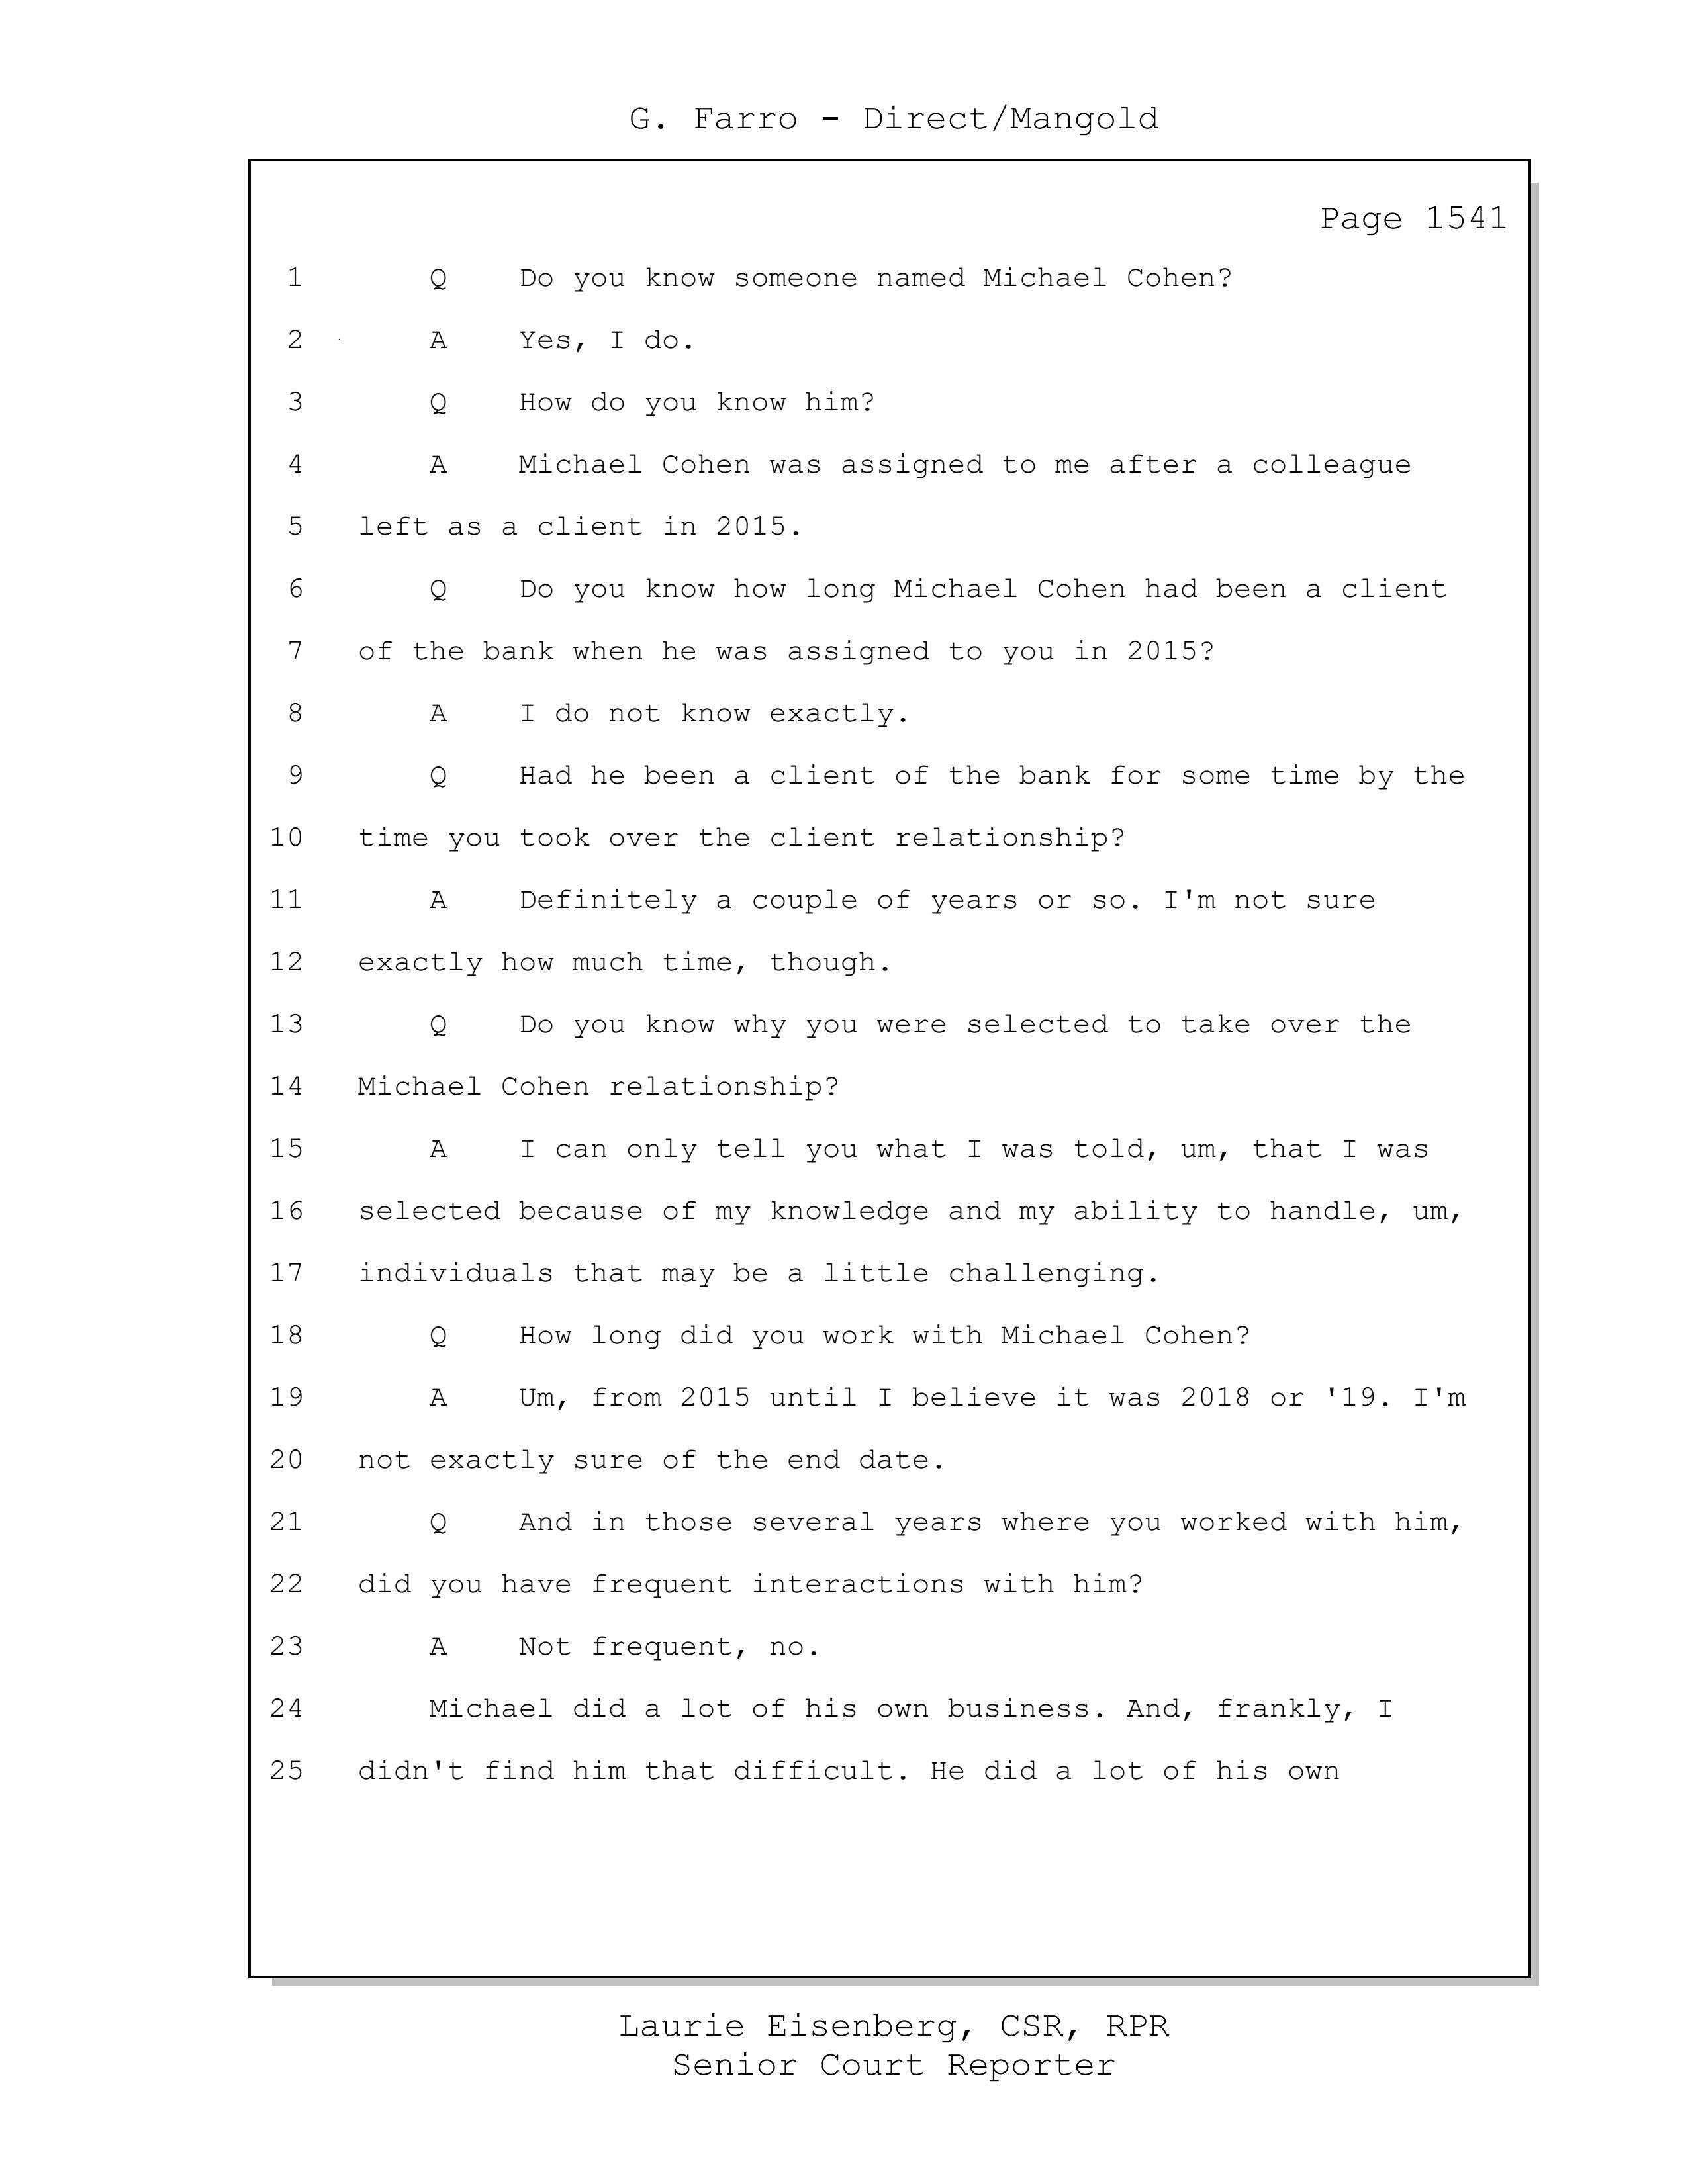 G. Farro - Direct/Mangold
Page 1541
1 Q Do you know someone named Michael Cohen?
2 A Yes, I do.
3 Q How do you know him?
4 A Michael Cohen was assigned to me after a colleague
5 left as a client in 2015.
6 Q Do you know how long Michael Cohen had been a client
7 of the bank when he was assigned to you in 2015?
8 A I do not know exactly.
9 Q Had he been a client of the bank for some time by the
10 time you took over the client relationship?
11 A Definitely a couple of years or so. I'm not sure
12 exactly how much time, though.
13 Q Do you know why you were selected to take over the
14 Michael Cohen relationship?
15 A I can only tell you what I was told, um, that I was
16 selected because of my knowledge and my ability to handle, um,
17 individuals that may be a little challenging.
18 Q How long did you work with Michael Cohen?
19 A Um, from 2015 until I believe it was 2018 or '19. I'm
20 not exactly sure of the end date.
21 Q And in those several years where you worked with him,
22 did you have frequent interactions with him?
23 A Not frequent, no.
24 Michael did a lot of his own business. And, frankly, I
25 didn't find him that difficult. He did a lot of his own
Laurie Eisenberg, CSR, RPR
Senior Court Reporter